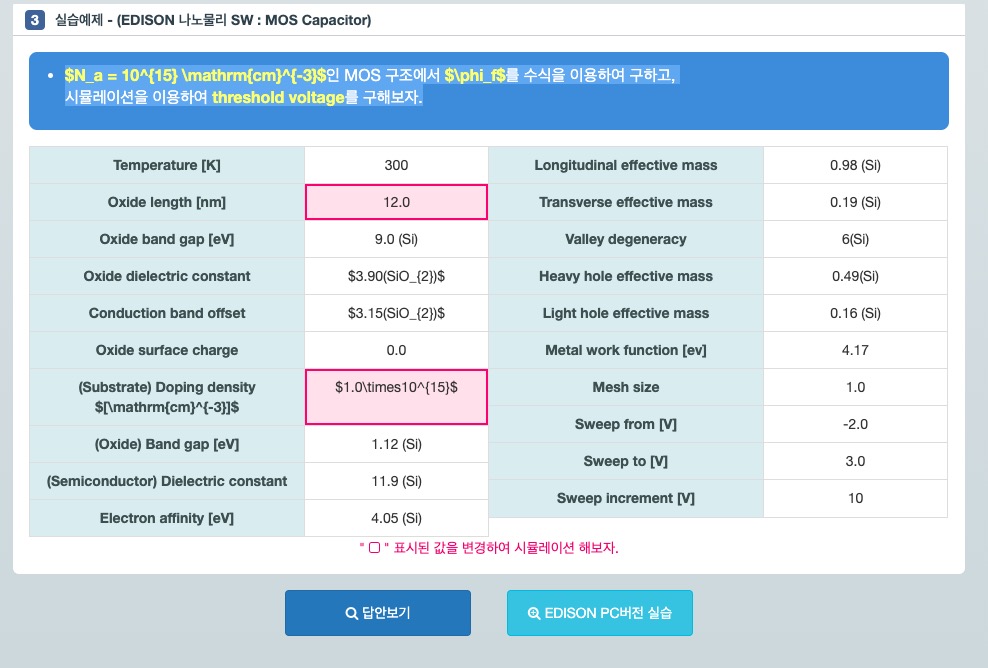 3 실습예제 - (EDISON 나노물리 SW : MOS Capacitor)
• $N_a = 10^{15} \mathrm{cm}^{-3}$인 MOS 구조에서 $\phi_f$를 수식을 이용하여 구하고,
시뮬레이션을 이용하여 threshold voltage를 구해보자.
Temperature [K] 300 Longitudinal effective mass 0.98 (Si)
Oxide length [nm] 12.0 Transverse effective mass 0.19 (Si)
Oxide band gap [eV] 9.0 (Si) Valley degeneracy 6(Si)
Oxide dielectric constant $3.90(SiO_{2})$ Heavy hole effective mass 0.49(Si)
Conduction band offset $3.15(SiO_{2})$ Light hole effective mass 0.16 (Si)
Oxide surface charge 0.0 Metal work function [ev] 4.17
(Substrate) Doping density $1.0\times10^{15}$ Mesh size 1.0
$[\mathrm{cm}^{-3}]$
Sweep from [V] -2.0
(Oxide) Band gap [eV] 1.12 (Si)
Sweep to [V] 3.0
(Semiconductor) Dielectric constant 11.9 (Si)
Sweep increment [V] 10
Electron affinity [eV] 4.05 (Si)
" ▢ " 표시된 값을 변경하여 시뮬레이션 해보자.
답안보기 EDISON PC버전 실습